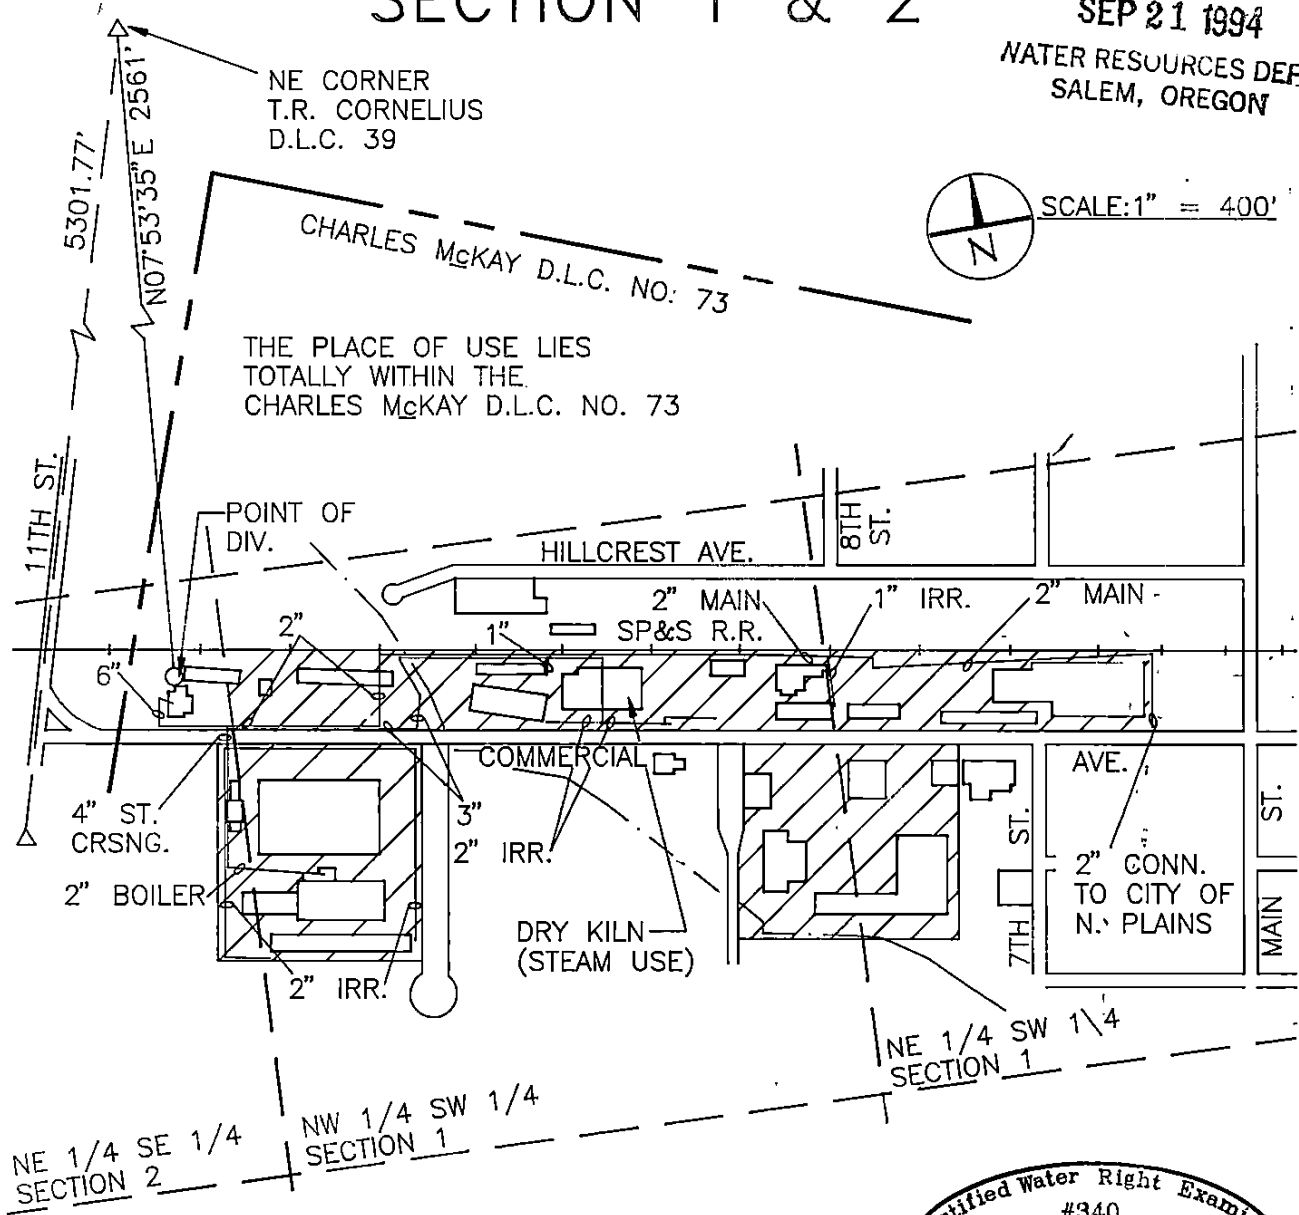 SECTION 1 & 2
SEP 21 1994
WATER RESOURCES DEP
SALEM, OREGON
NE CORNER
T.R. CORNELIUS
D.L.C. 39
5301.77'
N07°53'35"E 2561'
SCALE: 1" = 400'
N
CHARLES McKAY D.L.C. NO: 73
THE PLACE OF USE LIES
TOTALLY WITHIN THE
CHARLES McKAY D.L.C. NO. 73
11TH ST.
POINT OF
DIV.
HILLCREST AVE.
8TH
ST.
2" MAIN
1" IRR.
2" MAIN
SP&S R.R.
2"
1"
6"
COMMERCIAL
AVE.
4" ST.
CRSNG.
3"
2" IRR.
2" BOILER
7TH ST.
MAIN ST.
2" CONN.
TO CITY OF
N. PLAINS
DRY KILN
(STEAM USE)
2" IRR.
NE 1/4 SW 1\4
SECTION 1
NW 1/4 SW 1/4
SECTION 1
NE 1/4 SE 1/4
SECTION 2
Water Right
#340